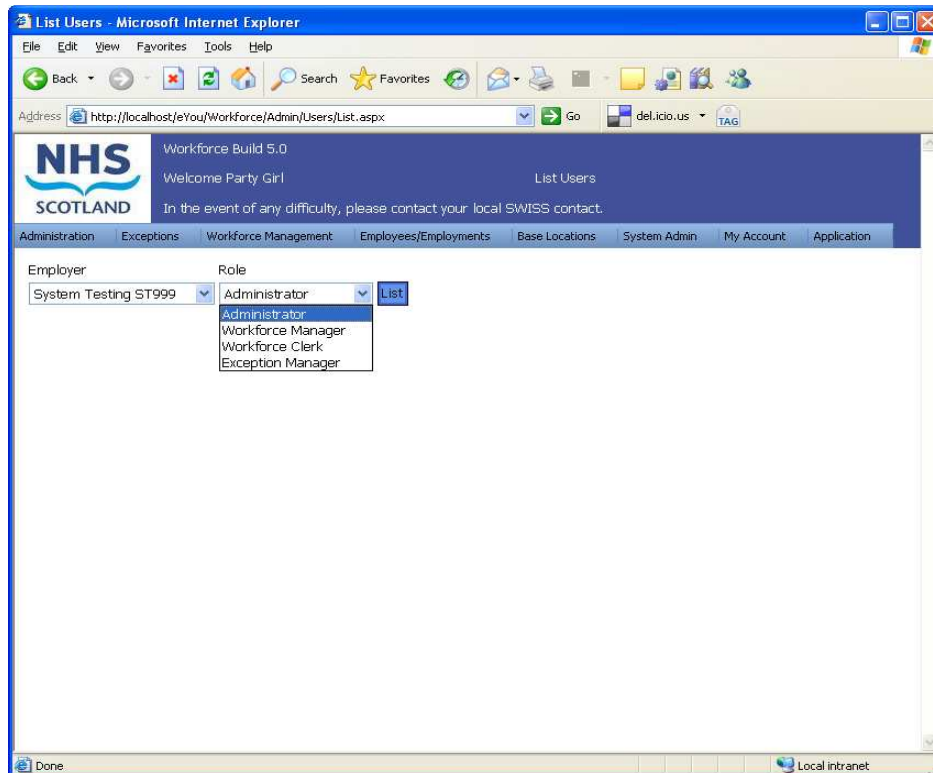 List Users - Microsoft Internet Explorer
File Edit View Favorites Tools Help
Back Search Favorites
Address http://localhost/eYou/Workforce/Admin/Users/List.aspx Go del.icio.us TAG
NHS
SCOTLAND
Workforce Build 5.0
Welcome Party Girl List Users
In the event of any difficulty, please contact your local SWISS contact.
Administration Exceptions Workforce Management Employees/Employments Base Locations System Admin My Account Application
Employer Role
System Testing ST999 Administrator List
Administrator
Workforce Manager
Workforce Clerk
Exception Manager
Done Local intranet